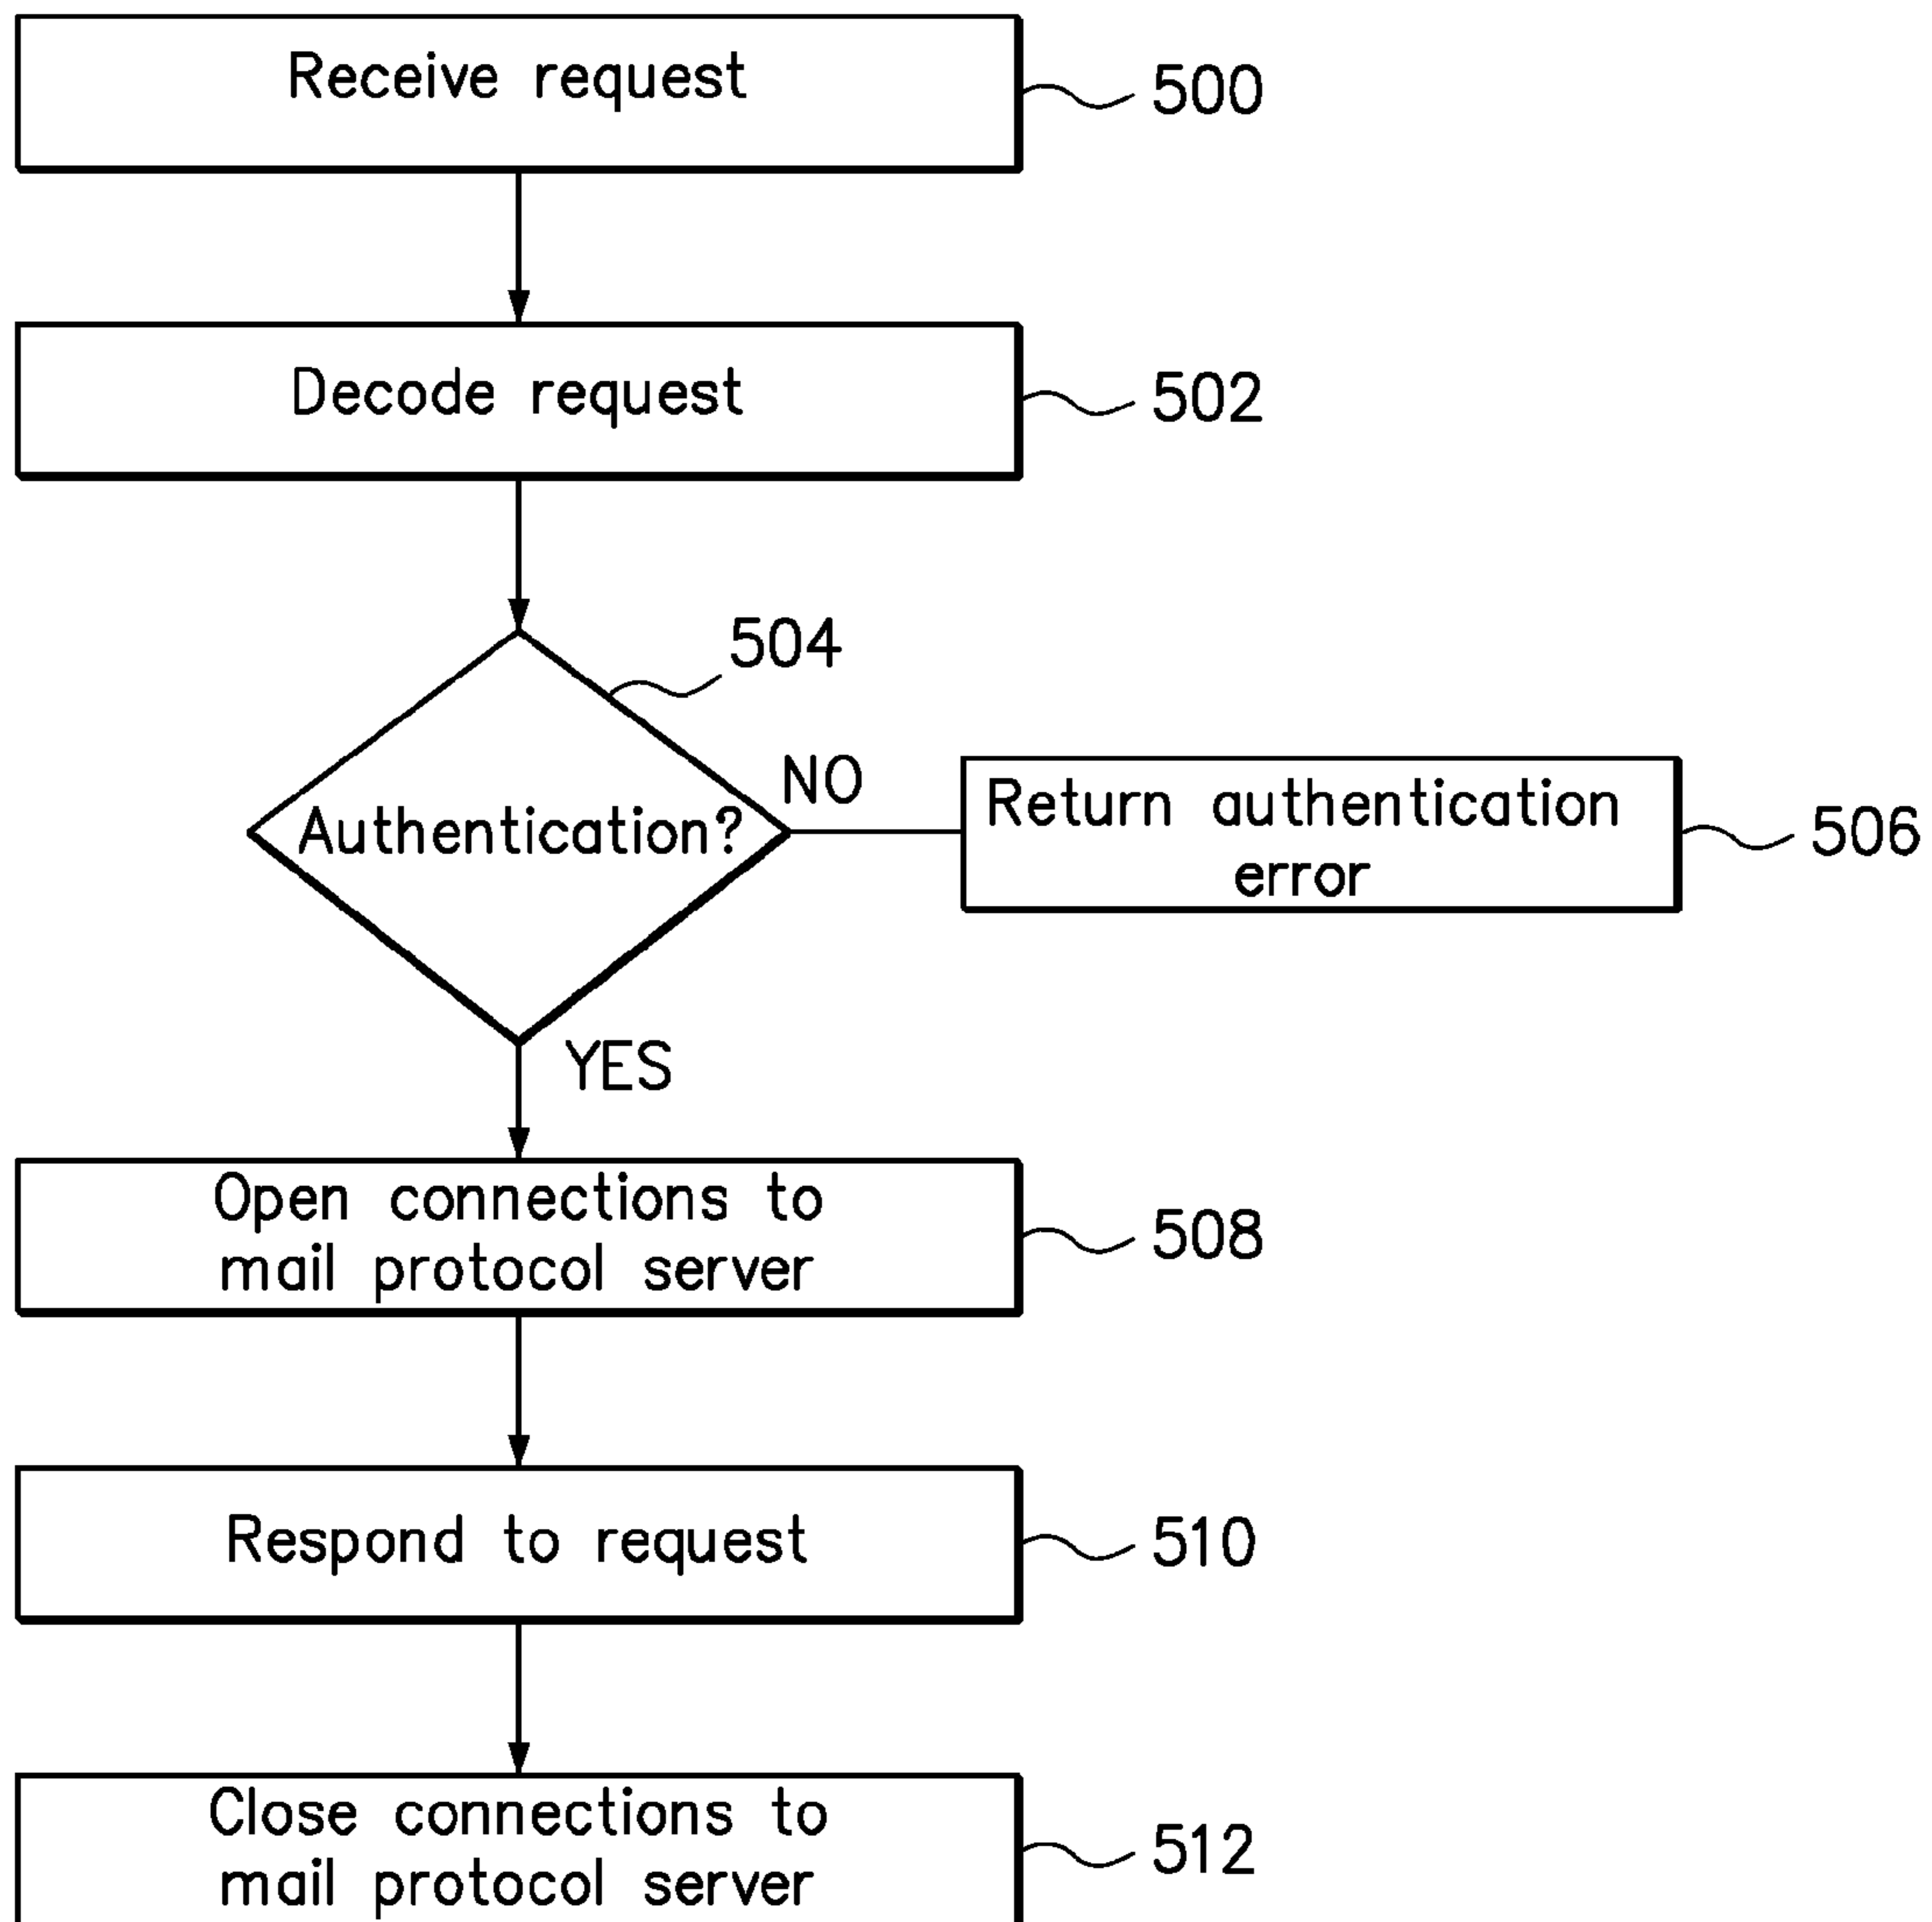 Receive request
500
Decode request
502
504
Authentication?
NO
Return authentication
error
506
YES
Open connections to
mail protocol server
508
Respond to request
510
Close connections to
mail protocol server
512